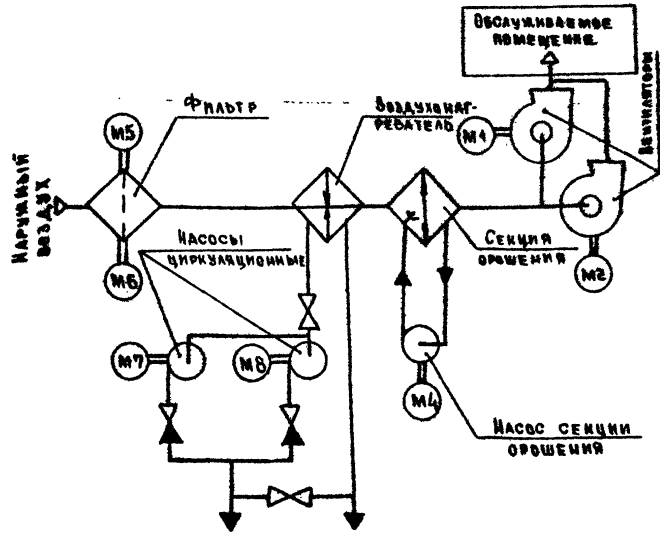 Обслуживаемое
помещение
Вентиляторы
Фильтр
Воздухонаг-
реватель
М5
М1
Наружный
воздух
Секция
орошения
Насосы
циркуляционные
М6
М2
М7
М8
М4
Насос секции
орошения